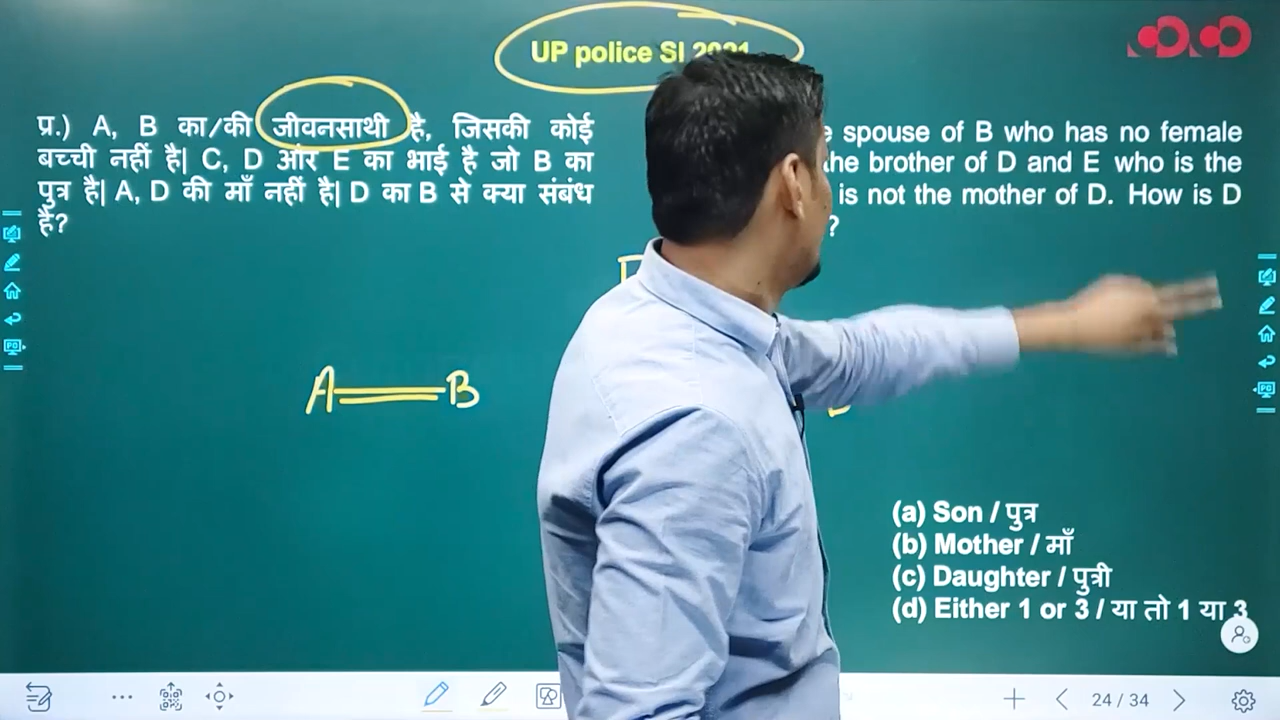 UP police SI 2021
प्र.) A, B का/की जीवनसाथी है, जिसकी कोई
बच्ची नहीं है| C, D और E का भाई है जो B का
पुत्र है| A, D की माँ नहीं है| D का B से क्या संबंध
है?
spouse of B who has no female
the brother of D and E who is the
is not the mother of D. How is D
?
A B
(a) Son / पुत्र
(b) Mother / माँ
(c) Daughter / पुत्री
(d) Either 1 or 3 / या तो 1 या 3
24 / 34